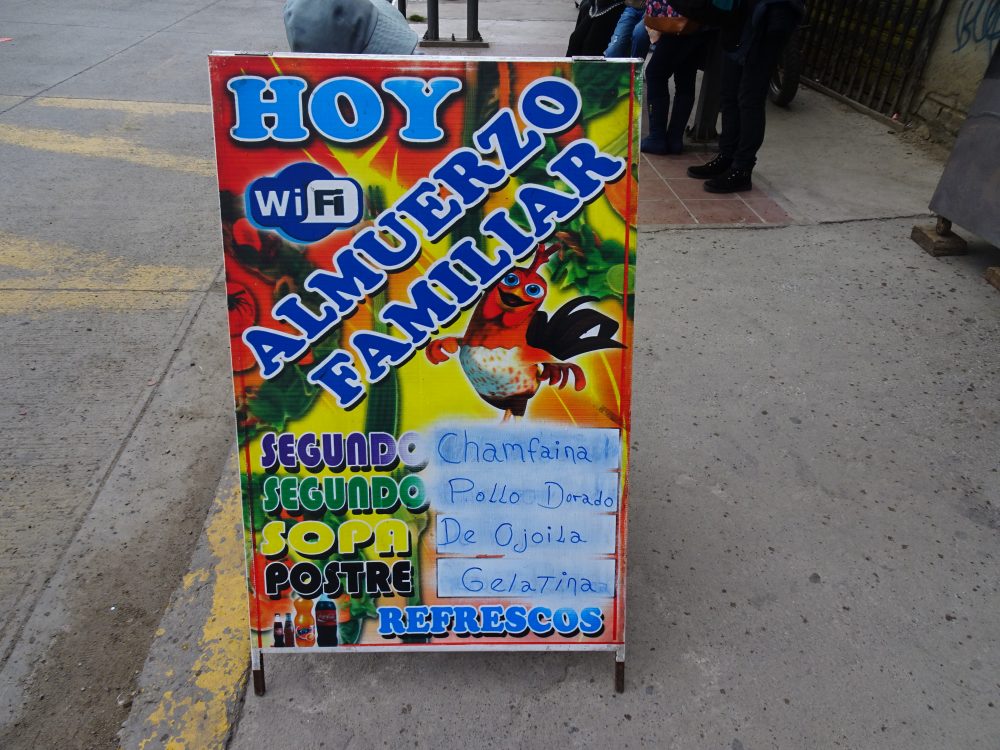 HOY
WiFi
ALMUERZO
FAMILIAR
SEGUNDO Chamfaina
SEGUNDO Pollo Dorado
SOPA De Ojoila
POSTRE Gelatina
REFRESCOS